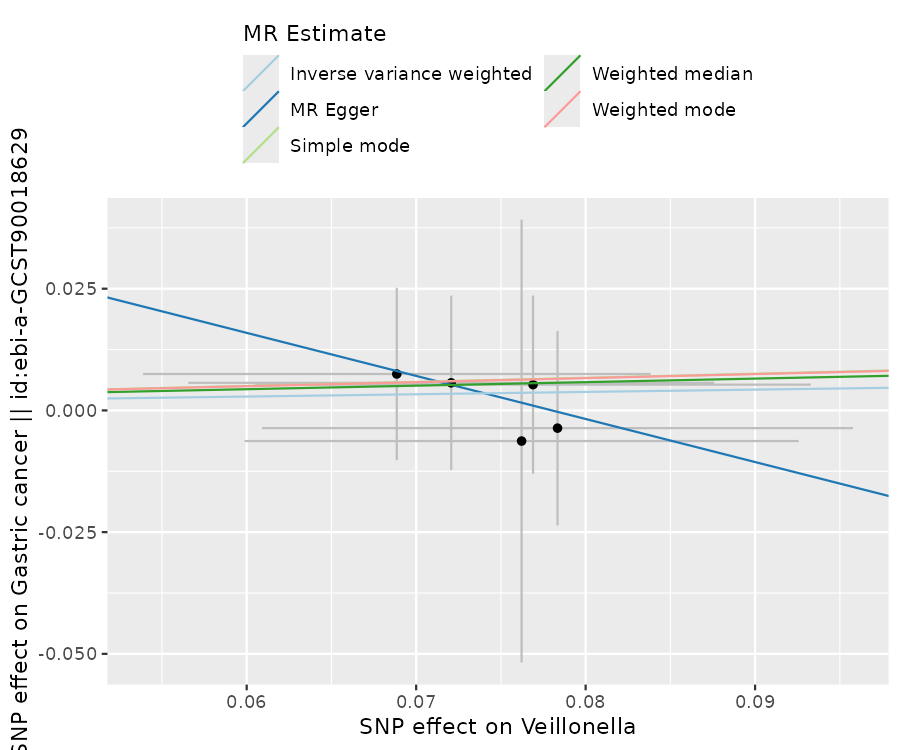 MR Estimate
Inverse variance weighted
MR Egger
Simple mode
Weighted median
Weighted mode
SNP effect on Gastric cancer || id:ebi-a-GCST90018629
0.025
0.000
-0.025
-0.050
0.06
0.07
0.08
0.09
SNP effect on Veillonella